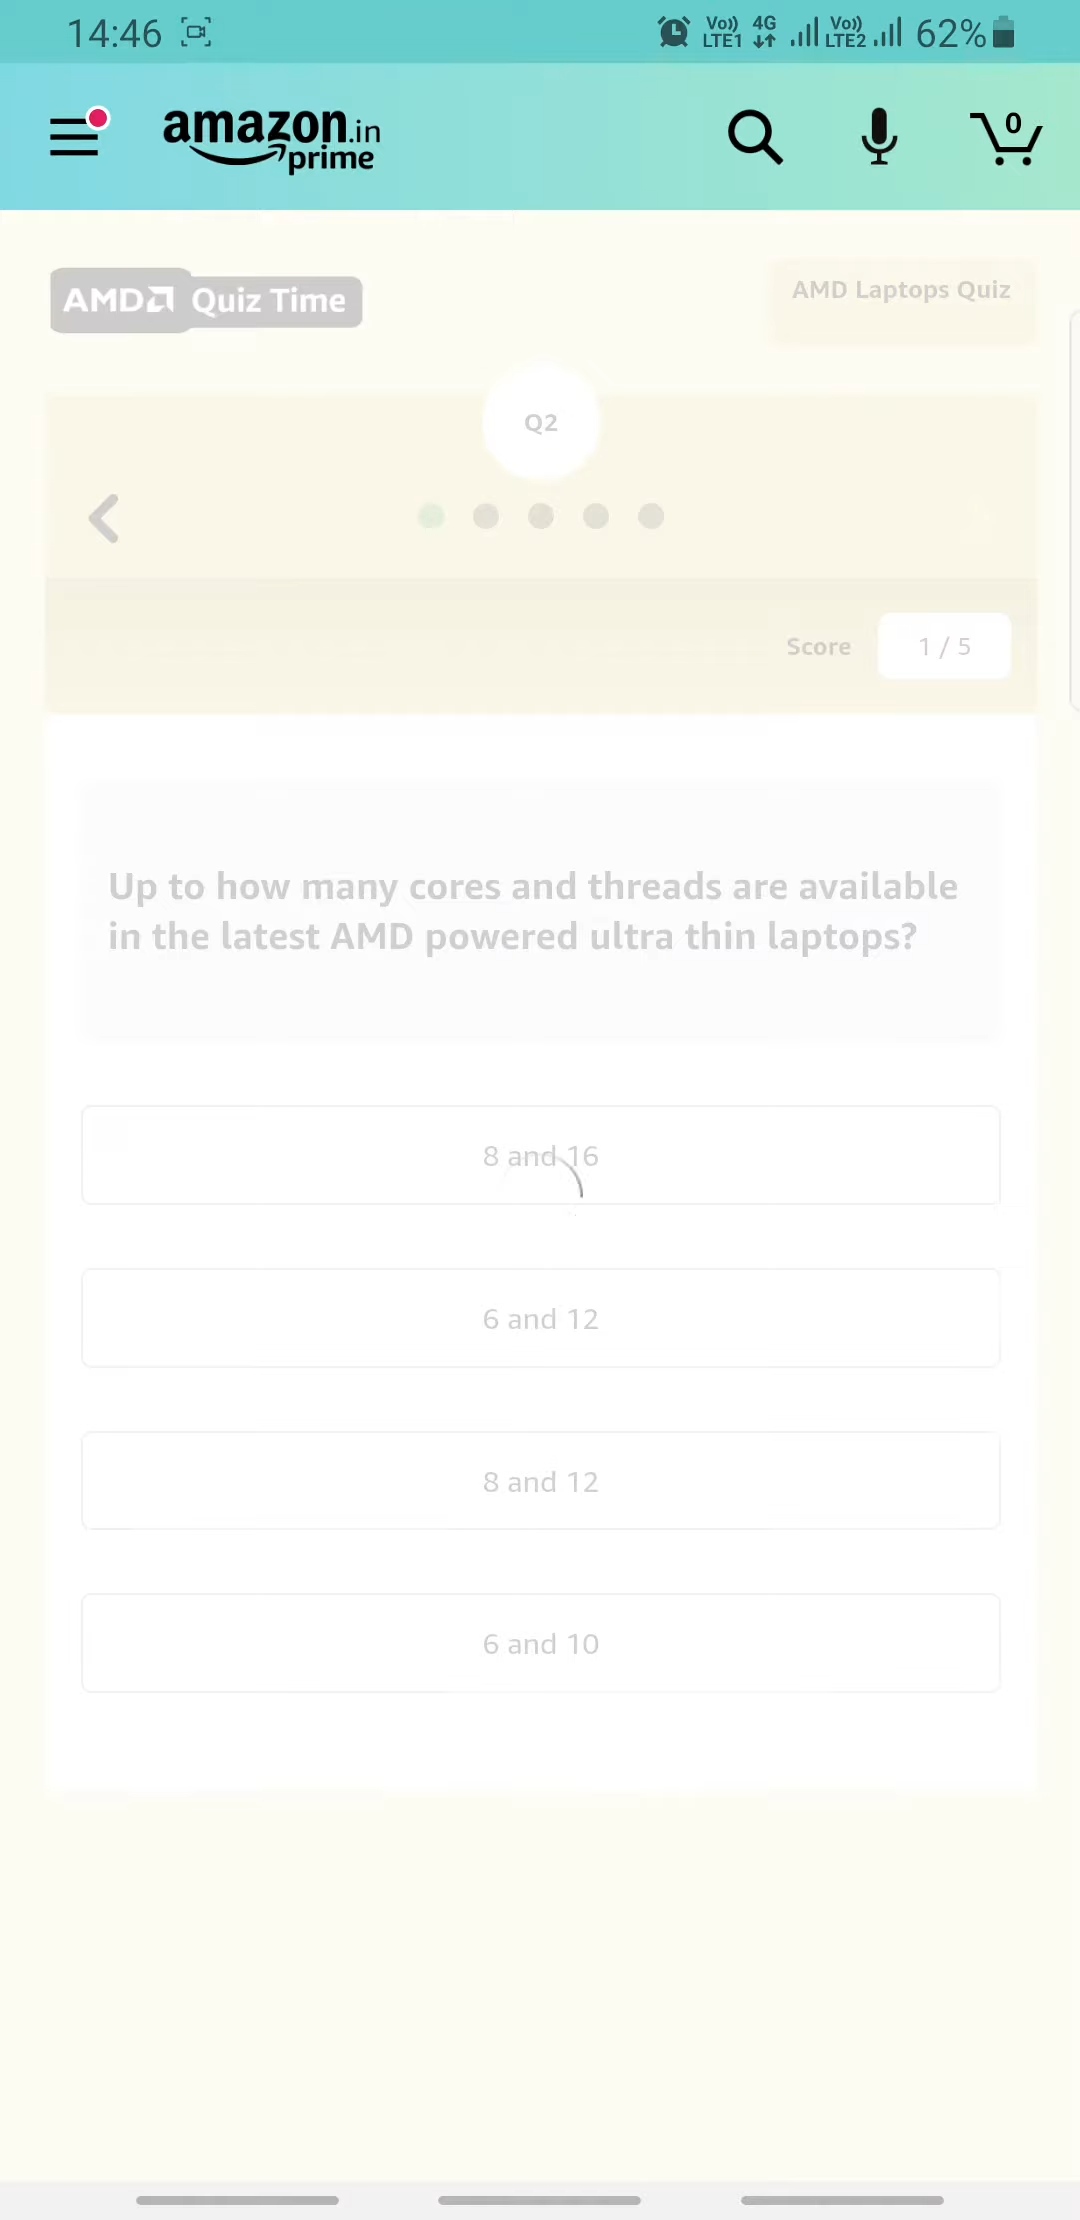 14:46 Vo)) LTE1 4G Vo)) LTE2 62%
amazon.in prime 0
AMD Quiz Time
AMD Laptops Quiz
Q2
Score 1 / 5
Up to how many cores and threads are available
in the latest AMD powered ultra thin laptops?
8 and 16
6 and 12
8 and 12
6 and 10